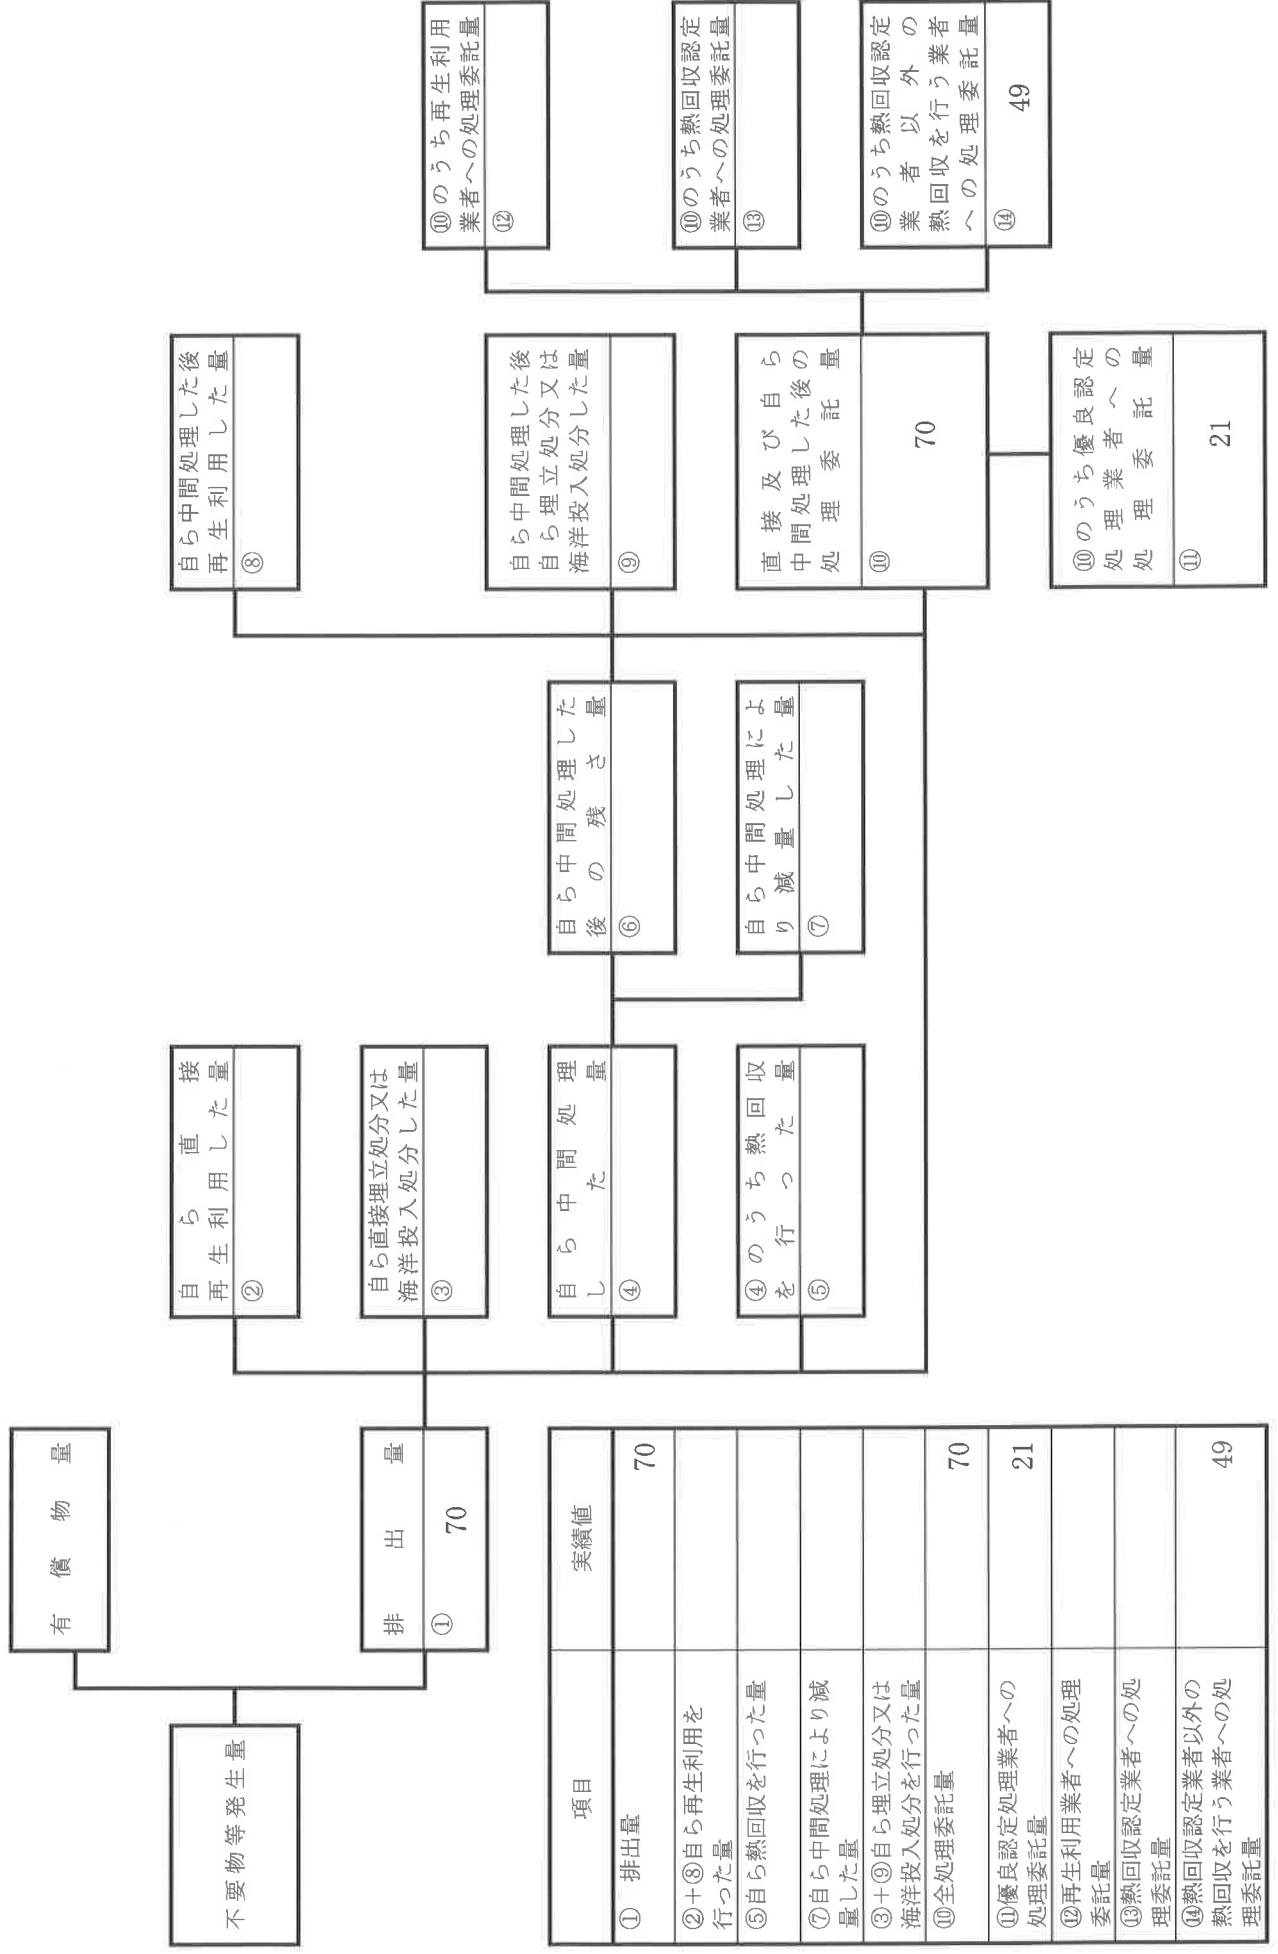 有償物量
不要物等発生量
排出量
①
70
自ら直接
再生利用した量
②
自ら直接埋立処分又は
海洋投入処分した量
③
自ら中間処理
した量
④
④のうち熱回収
を行った量
⑤
自ら中間処理した
後の残さ量
⑥
自ら中間処理によ
り減量した量
⑦
自ら中間処理した後
再生利用した量
⑧
自ら中間処理した後
自ら埋立処分又は
海洋投入処分した量
⑨
直接及び自ら
中間処理した後の
処理委託量
⑩
70
⑩のうち優良認定
処理業者への
処理委託量
⑪
21
⑩のうち再生利用
業者への処理委託量
⑫
⑩のうち熱回収認定
業者への処理委託量
⑬
⑩のうち熱回収認定
業者以外の
熱回収を行う業者
への処理委託量
⑭
49
項目 実績値
① 排出量 70
②+⑧自ら再生利用を
行った量
⑤自ら熱回収を行った量
⑦自ら中間処理により減
量した量
③+⑨自ら埋立処分又は
海洋投入処分を行った量
⑩全処理委託量 70
⑪優良認定処理業者への
処理委託量 21
⑫再生利用業者への処理
委託量
⑬熱回収認定業者への処
理委託量
⑭熱回収認定業者以外の
熱回収を行う業者への処
理委託量 49